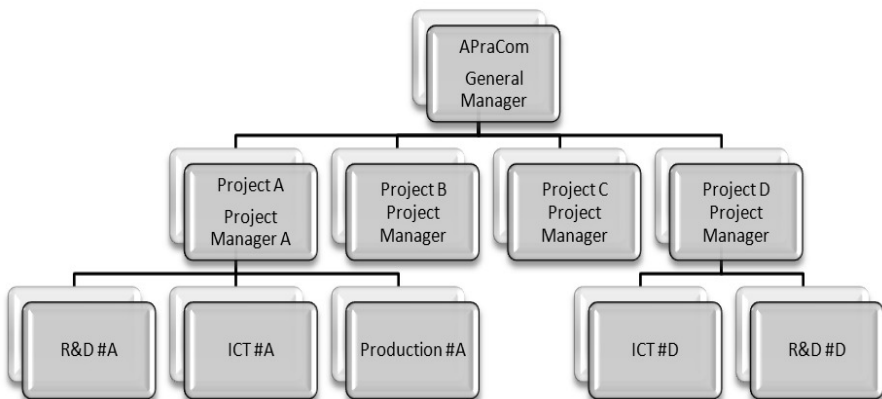 APraCom
General
Manager
Project A
Project
Manager A
Project B
Project
Manager
Project C
Project
Manager
Project D
Project
Manager
R&D #A
ICT #A
Production #A
ICT #D
R&D #D